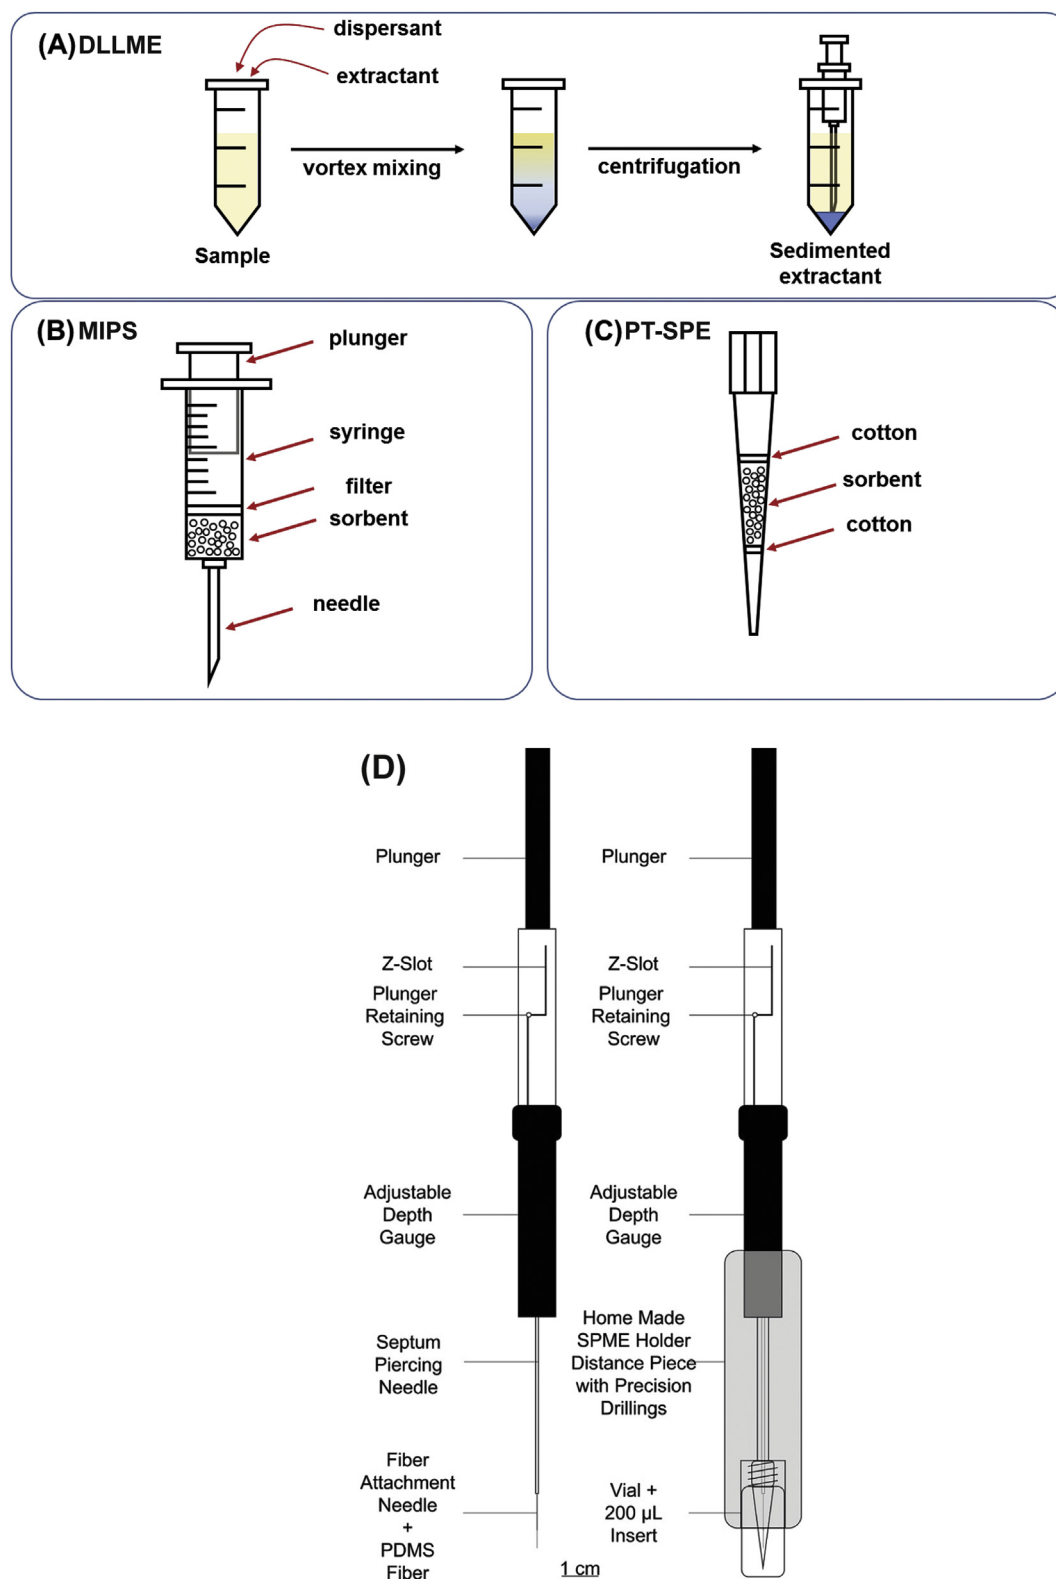 (A) DLLME
dispersant
extractant
vortex mixing
centrifugation
Sample
Sedimented
extractant
(B) MIPS
plunger
syringe
filter
sorbent
needle
(C) PT-SPE
cotton
sorbent
cotton
(D)
Plunger
Z-Slot
Plunger
Retaining
Screw
Adjustable
Depth
Gauge
Septum
Piercing
Needle
Fiber
Attachment
Needle
+
PDMS
Fiber
Plunger
Z-Slot
Plunger
Retaining
Screw
Adjustable
Depth
Gauge
Home Made
SPME Holder
Distance Piece
with Precision
Drillings
Vial +
200 µL
Insert
1 cm